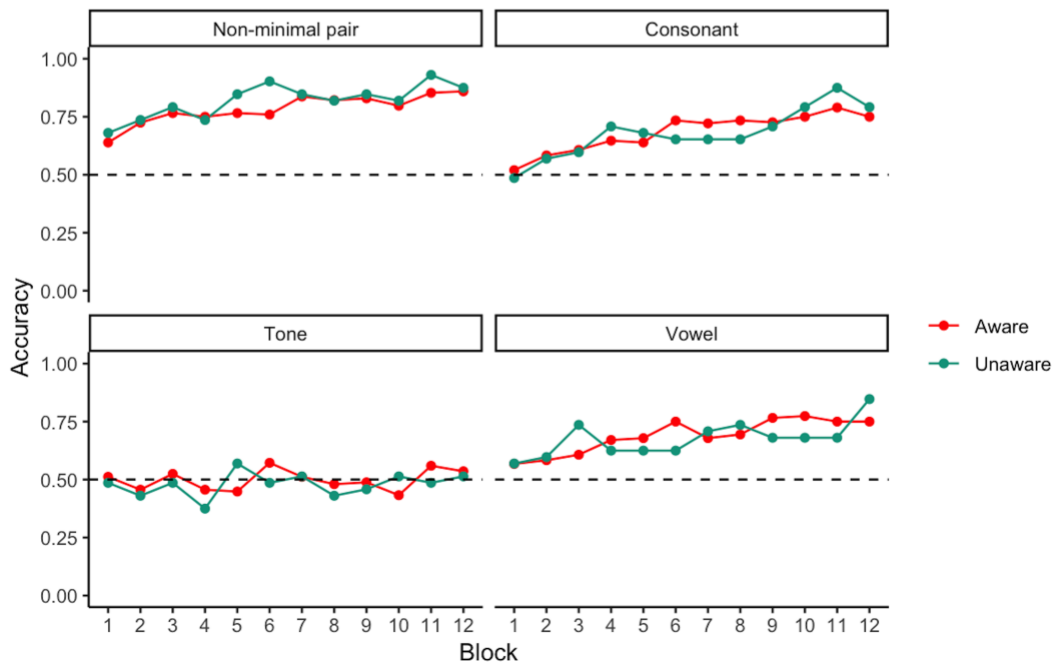 Non-minimal pair
Consonant
1.00
0.75
0.50
0.25
0.00
Accuracy
Tone
Vowel
1.00
0.75
0.50
0.25
0.00
1 2 3 4 5 6 7 8 9 10 11 12
1 2 3 4 5 6 7 8 9 10 11 12
Block
Aware
Unaware